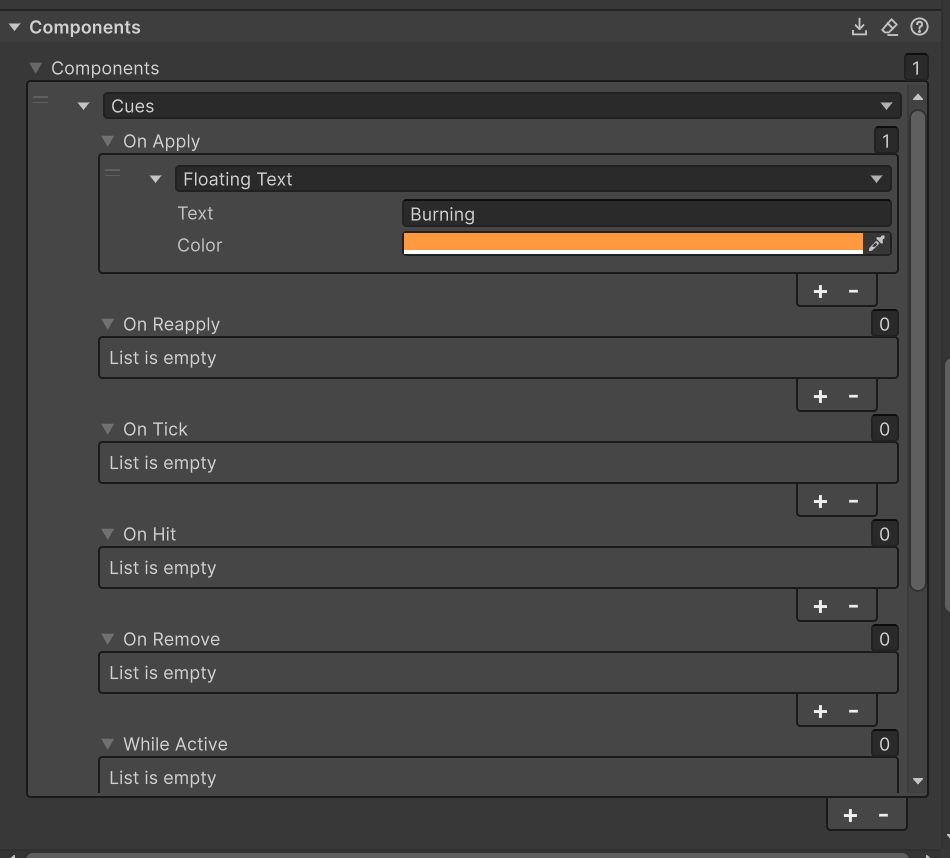 Components
Components 1
Cues
On Apply 1
Floating Text
Text Burning
Color
+ -
On Reapply 0
List is empty
+ -
On Tick 0
List is empty
+ -
On Hit 0
List is empty
+ -
On Remove 0
List is empty
+ -
While Active 0
List is empty
+ -